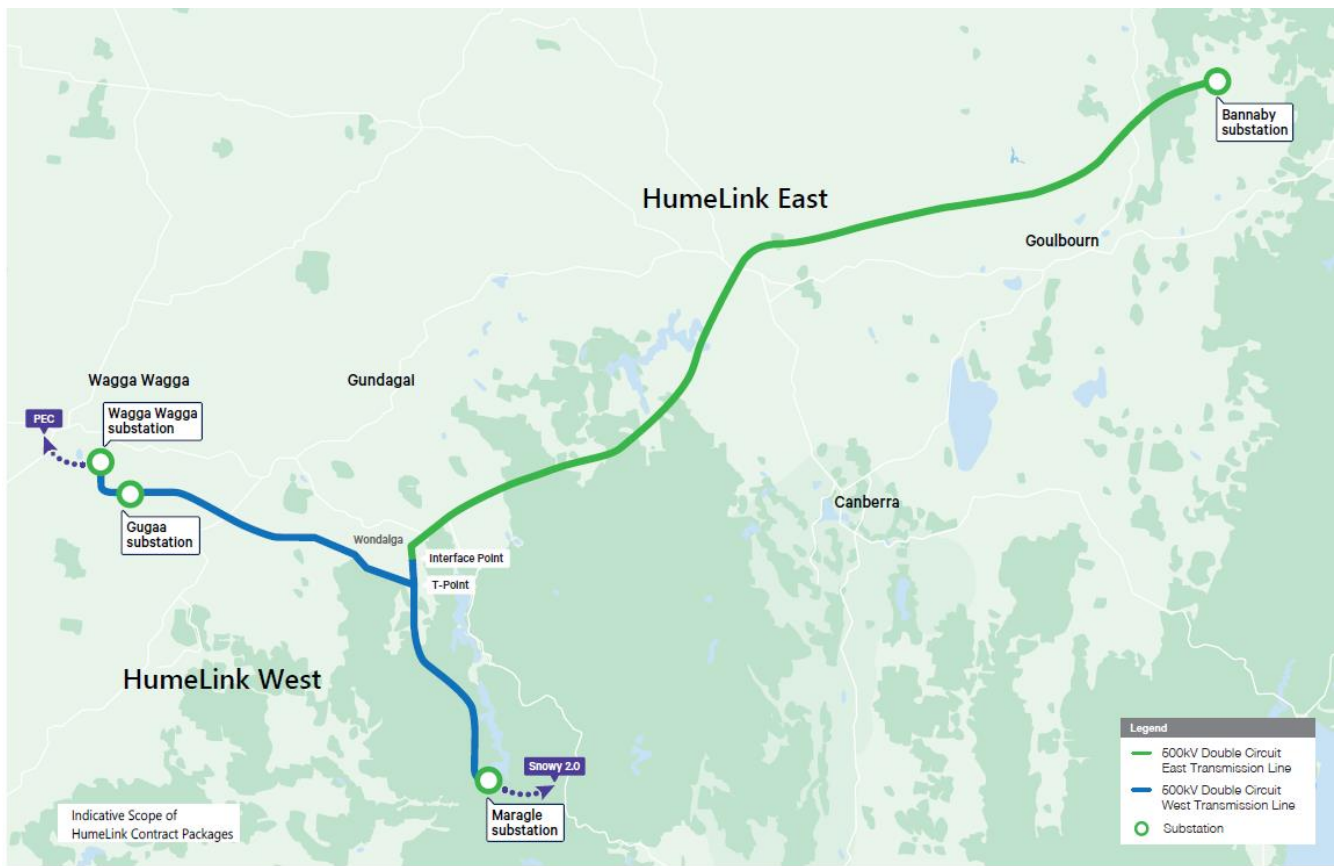 Bannaby
substation
HumeLink East
Goulbourn
Wagga Wagga
Gundagai
PEC
Wagga Wagga
substation
Gugaa
substation
Wondalga
Interface Point
T-Point
Canberra
HumeLink West
Snowy 2.0
Maragle
substation
Indicative Scope of
HumeLink Contract Packages
Legend
500kV Double Circuit
East Transmission Line
500kV Double Circuit
West Transmission Line
Substation